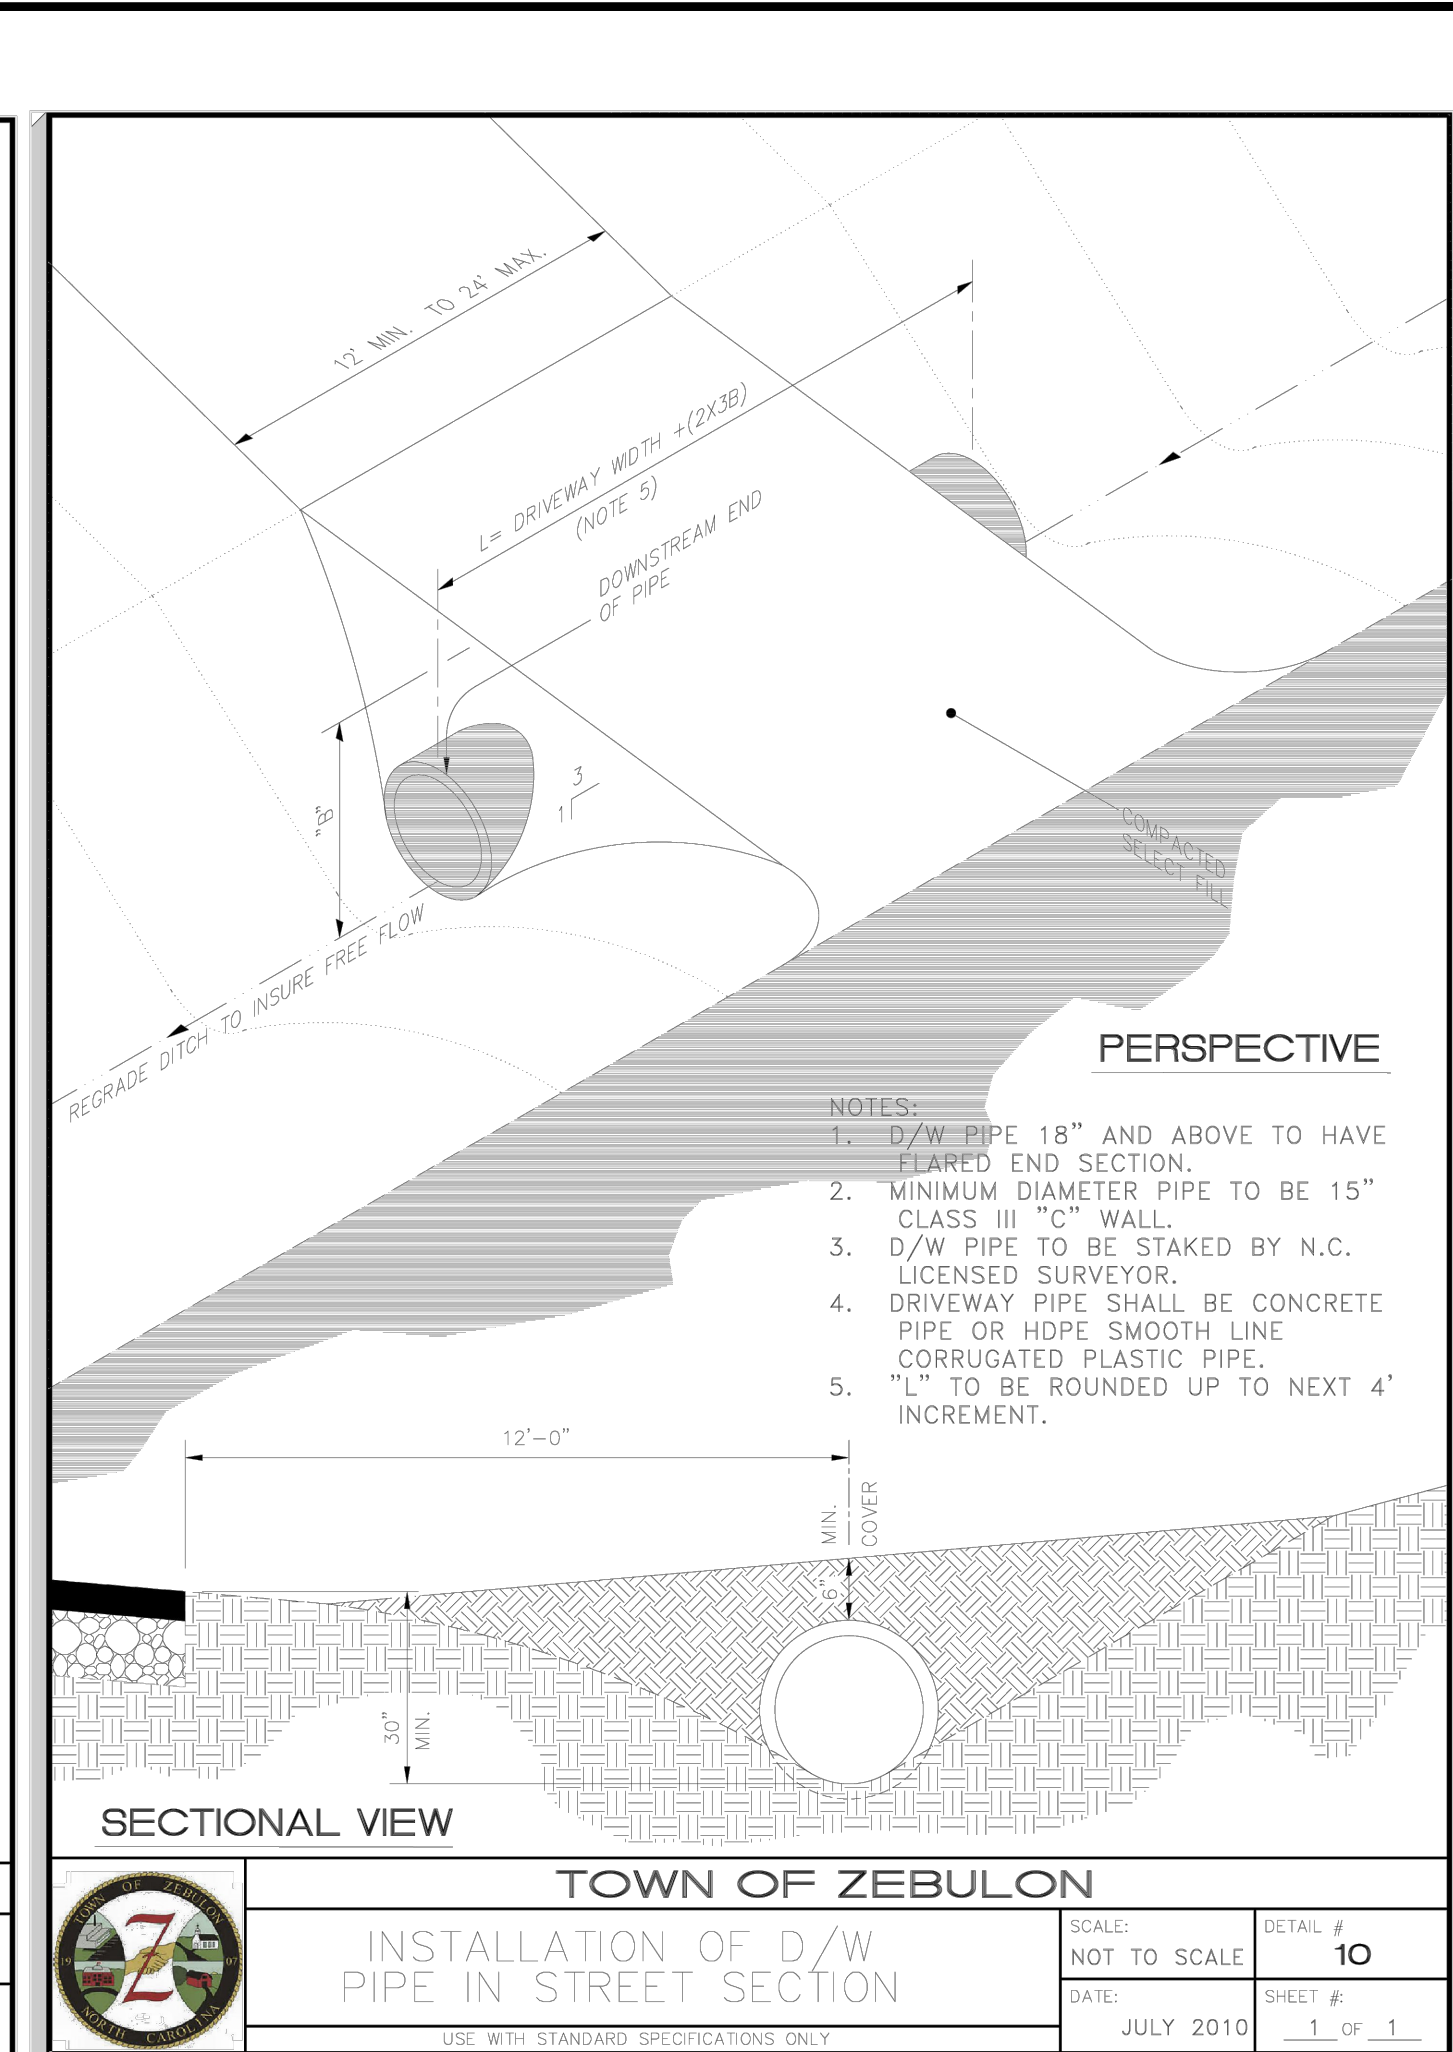 12' MIN. TO 24' MAX.
L= DRIVEWAY WIDTH +(2X3B)
(NOTE 5)
DOWNSTREAM END
OF PIPE
"B"
3
1
COMPACTED
SELECT FILL
REGRADE DITCH TO INSURE FREE FLOW
PERSPECTIVE
NOTES:
1. D/W PIPE 18" AND ABOVE TO HAVE
FLARED END SECTION.
2. MINIMUM DIAMETER PIPE TO BE 15"
CLASS III "C" WALL.
3. D/W PIPE TO BE STAKED BY N.C.
LICENSED SURVEYOR.
4. DRIVEWAY PIPE SHALL BE CONCRETE
PIPE OR HDPE SMOOTH LINE
CORRUGATED PLASTIC PIPE.
5. "L" TO BE ROUNDED UP TO NEXT 4'
INCREMENT.
12'-0"
MIN.
COVER
6"
30"
MIN.
SECTIONAL VIEW
TOWN OF ZEBULON
19 07
Z
NORTH CAROLINA
TOWN OF ZEBULON
INSTALLATION OF D/W
PIPE IN STREET SECTION
USE WITH STANDARD SPECIFICATIONS ONLY
SCALE:
NOT TO SCALE
DETAIL #
10
DATE:
JULY 2010
SHEET #:
1 OF 1